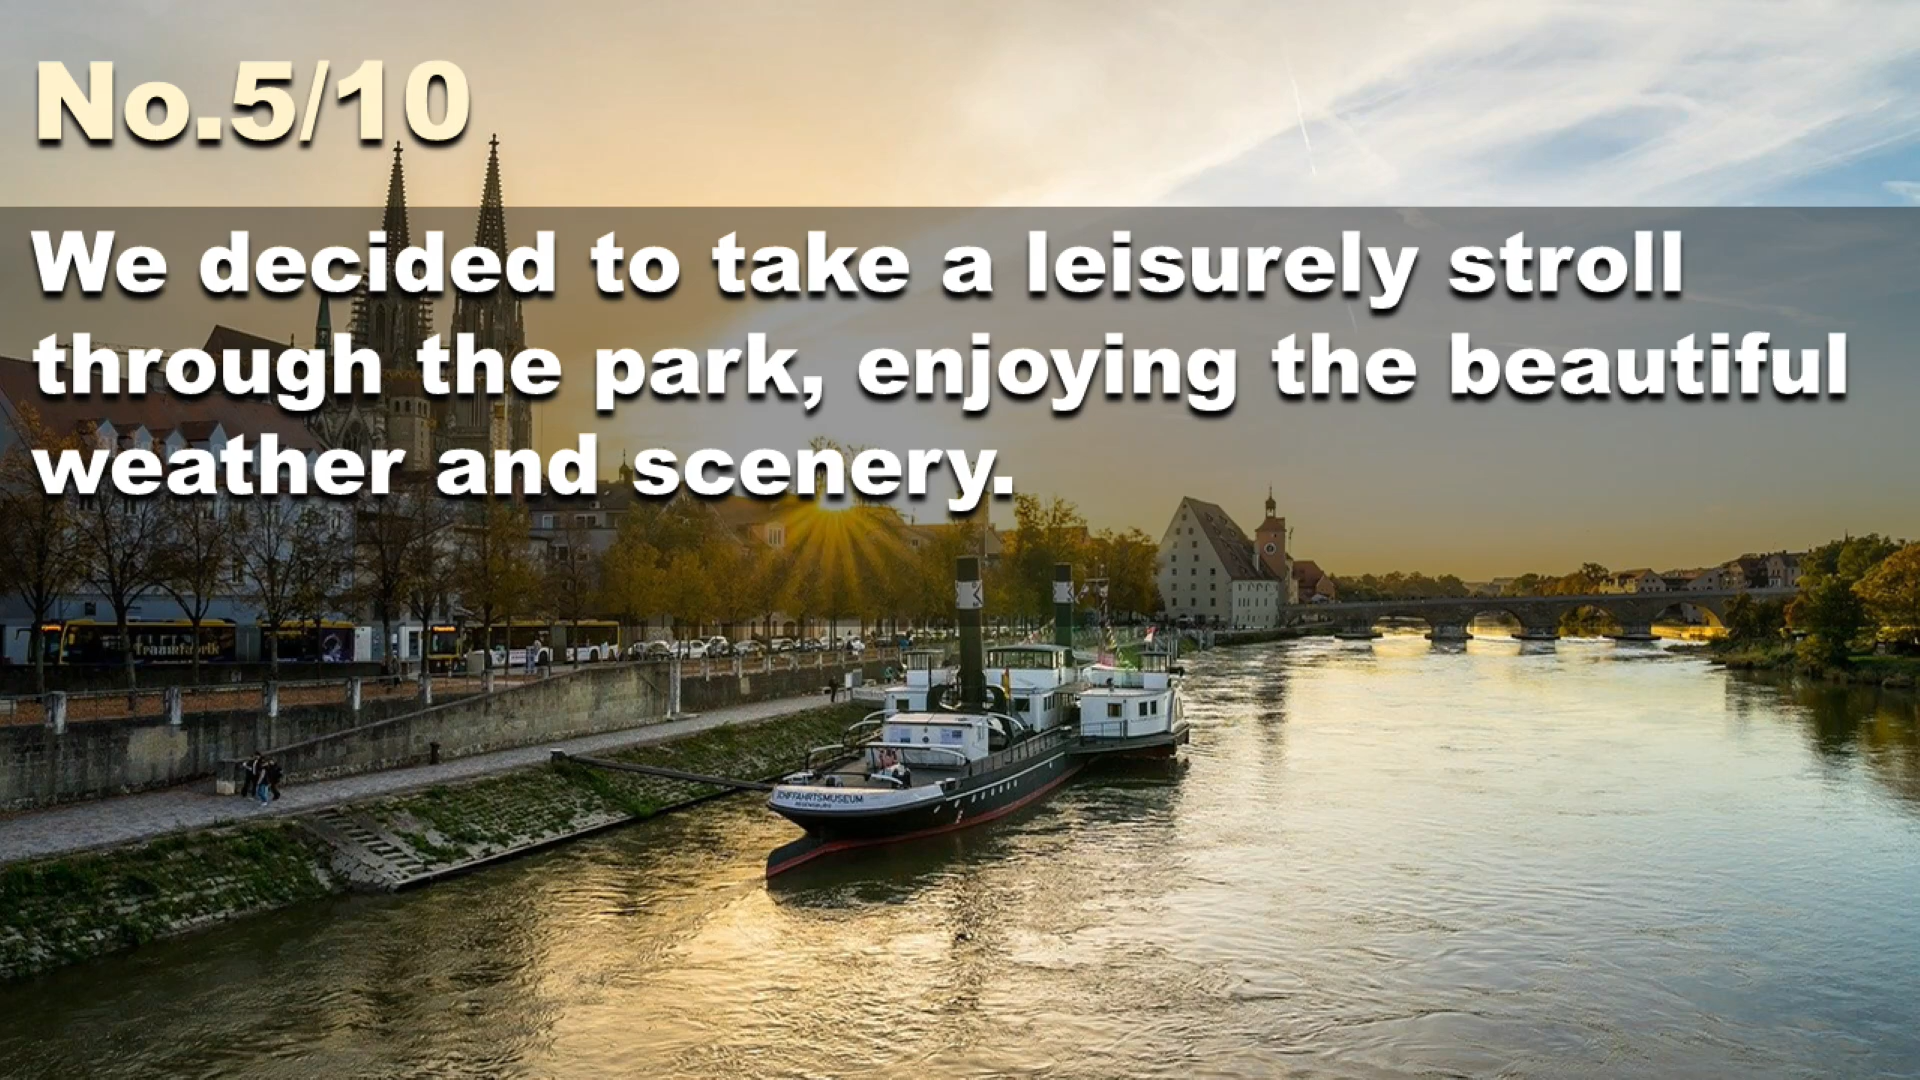 No.5/10
We decided to take a leisurely stroll
through the park, enjoying the beautiful
weather and scenery.
SCHIFFAHRTSMUSEUM
REGENSBURG